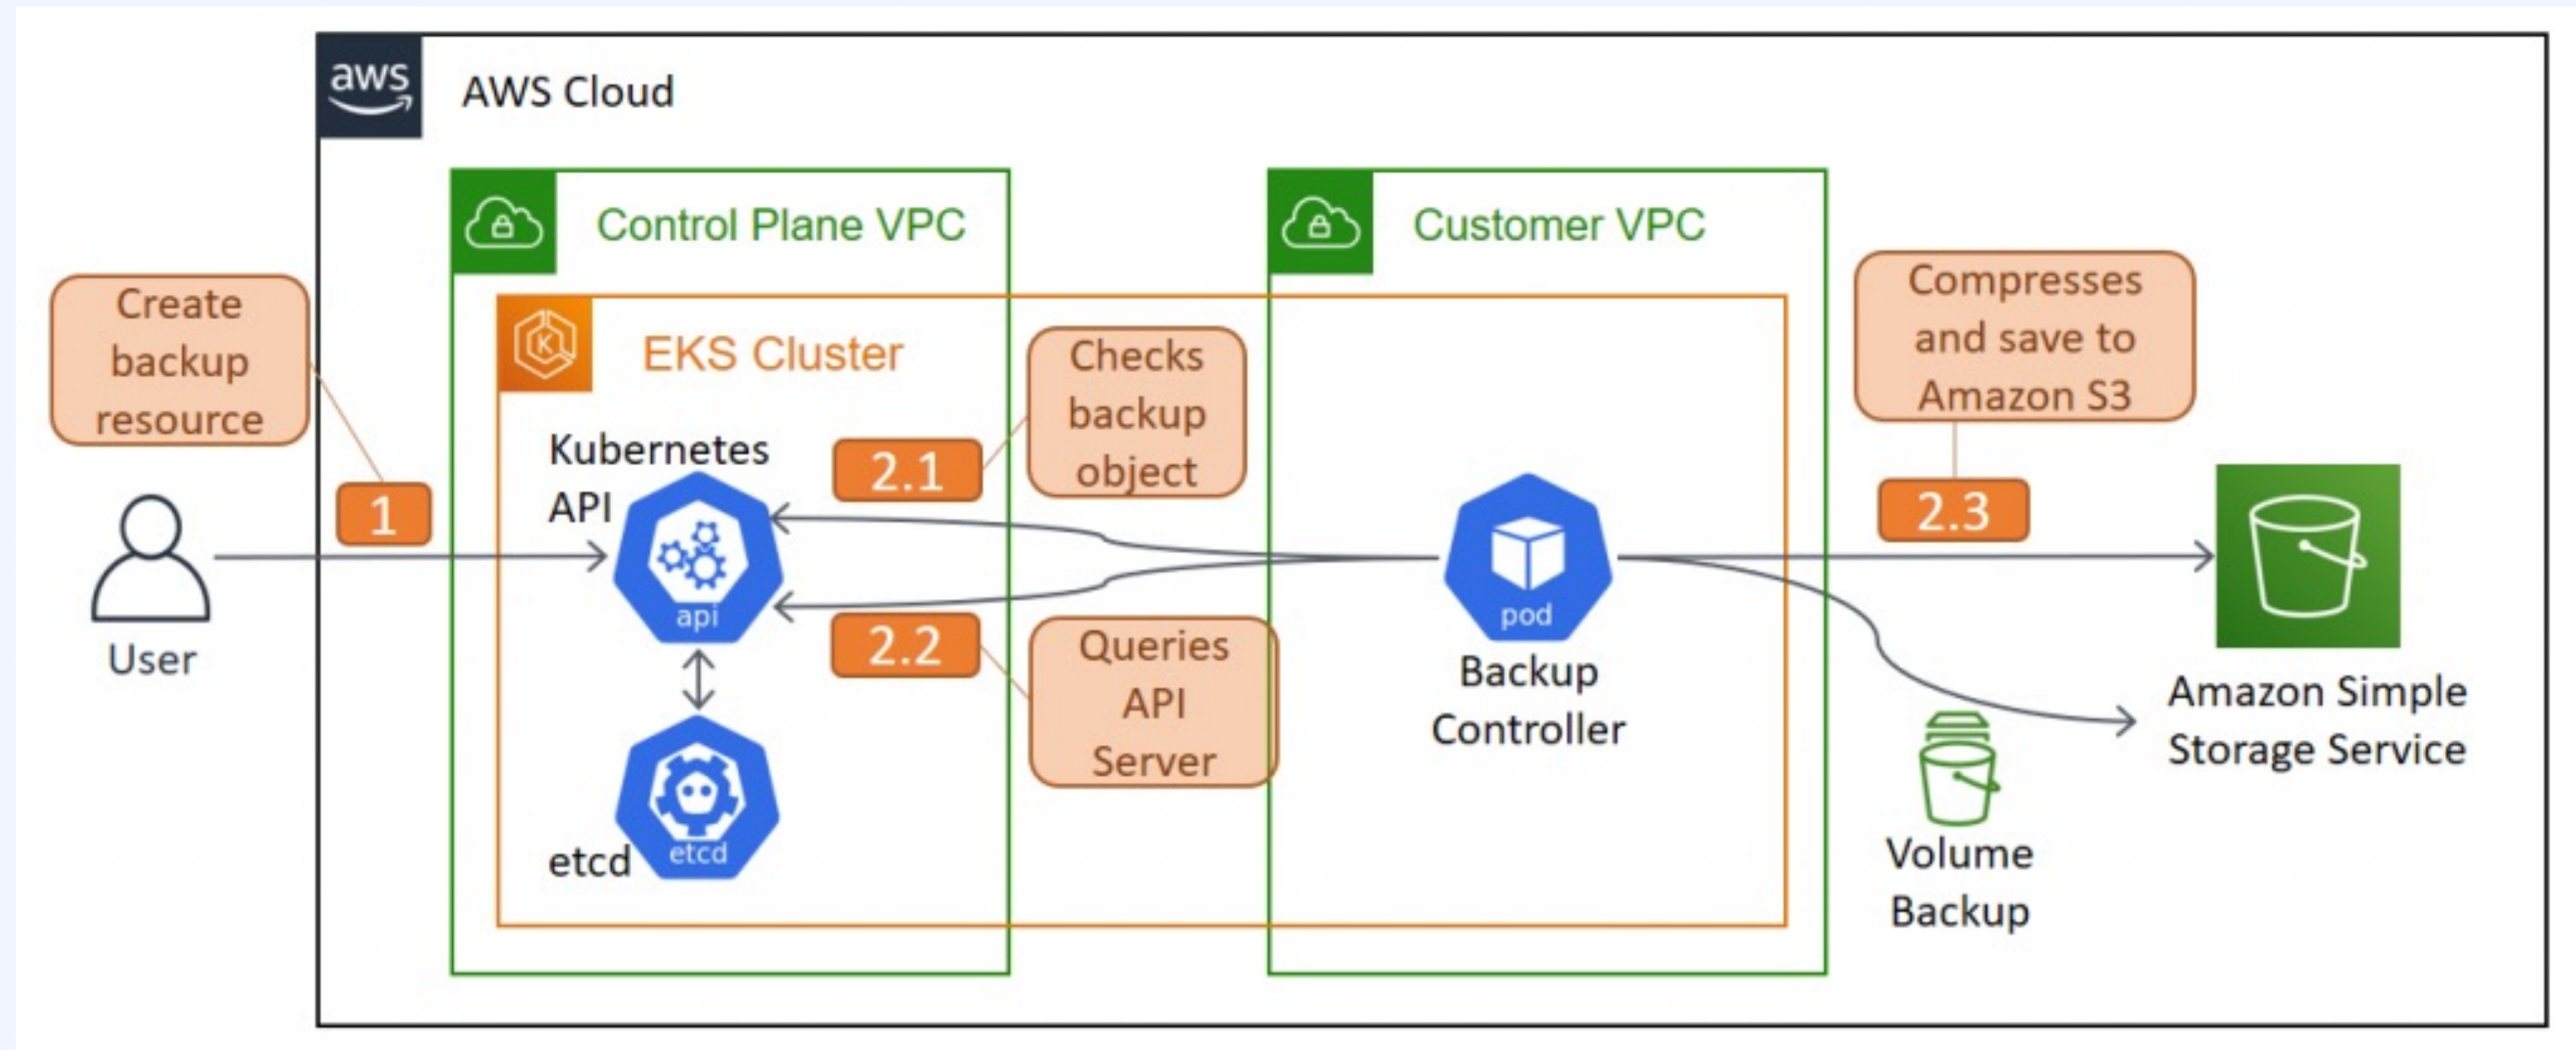 aws
AWS Cloud
Control Plane VPC
Customer VPC
Create
backup
resource
Compresses
and save to
Amazon S3
EKS Cluster
Checks
backup
object
Kubernetes
API
2.1
1
2.3
api
pod
User
2.2
Queries
API
Server
Backup
Controller
Amazon Simple
Storage Service
etcd
etcd
Volume
Backup